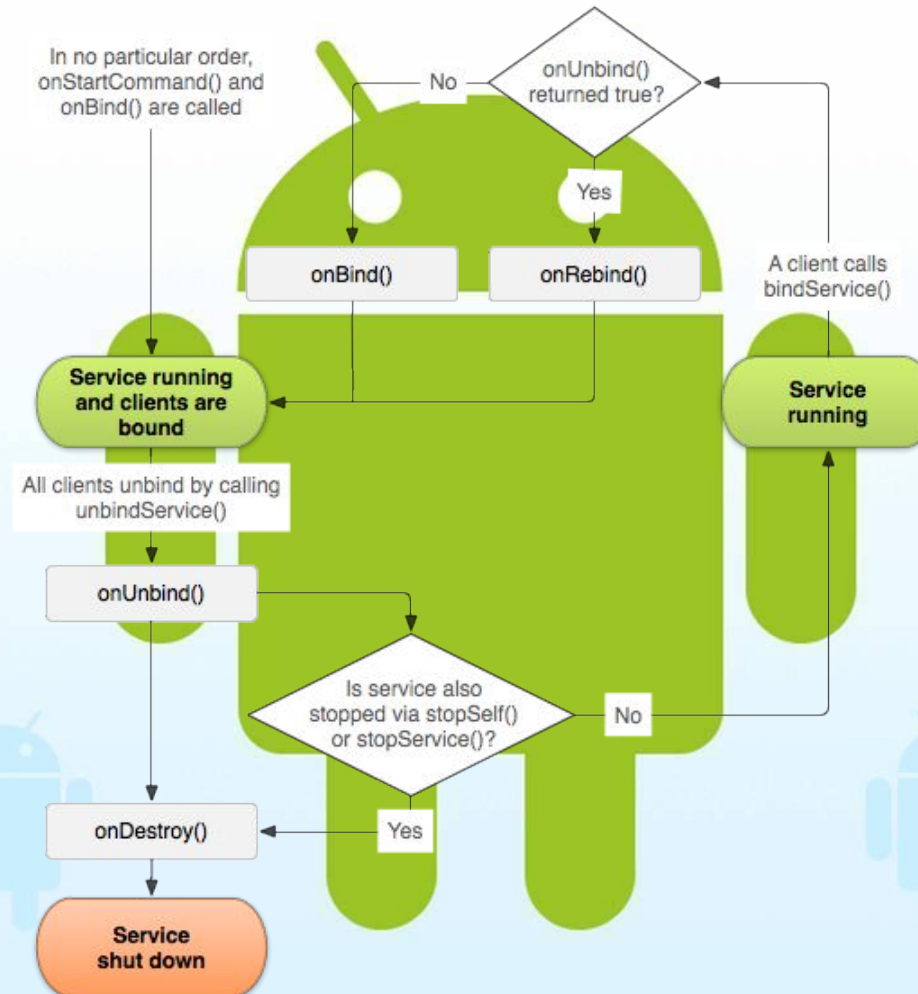 In no particular order,
onStartCommand() and
onBind() are called
No
onUnbind()
returned true?
Yes
onBind()
onRebind()
A client calls
bindService()
Service running
and clients are
bound
Service
running
All clients unbind by calling
unbindService()
onUnbind()
Is service also
stopped via stopSelf()
or stopService()?
No
onDestroy()
Yes
Service
shut down